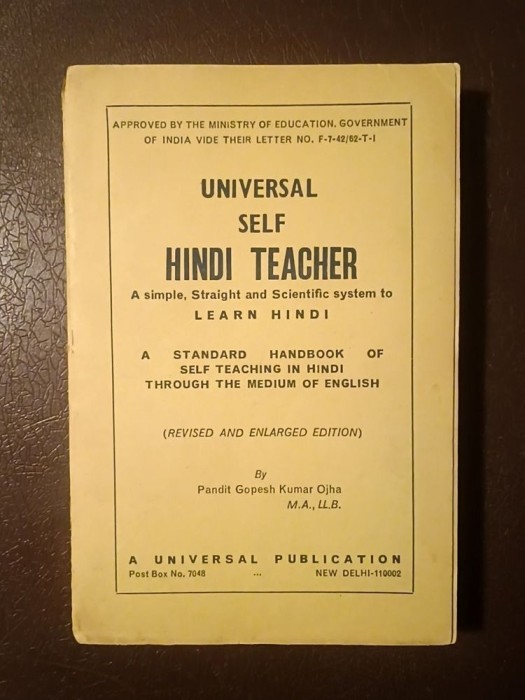 APPROVED BY THE MINISTRY OF EDUCATION. GOVERNMENT
OF INDIA VIDE THEIR LETTER NO. F-7-42/62-T-I
UNIVERSAL
SELF
HINDI TEACHER
A simple, Straight and Scientific system to
LEARN HINDI
A STANDARD HANDBOOK OF
SELF TEACHING IN HINDI
THROUGH THE MEDIUM OF ENGLISH
(REVISED AND ENLARGED EDITION)
By
Pandit Gopesh Kumar Ojha
M.A., LL.B.
A UNIVERSAL PUBLICATION
Post Box No. 7048 ... NEW DELHI-110002